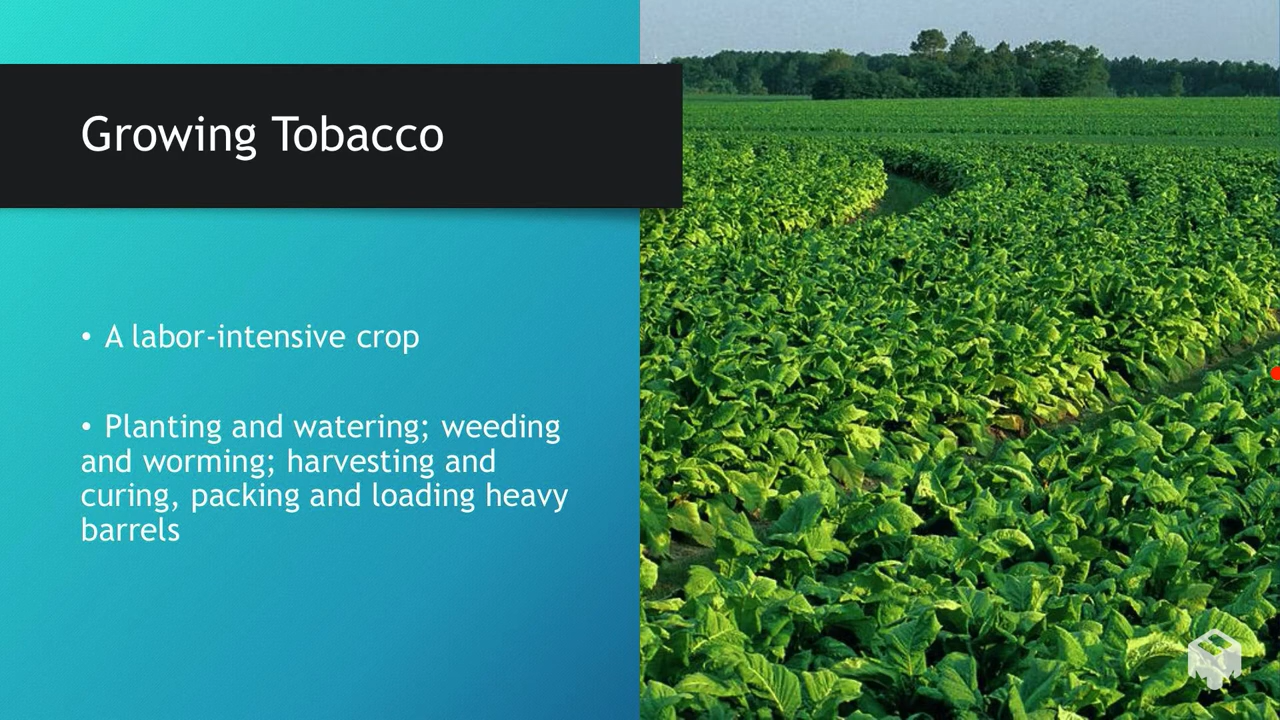 Growing Tobacco
• A labor-intensive crop
• Planting and watering; weeding
and worming; harvesting and
curing, packing and loading heavy
barrels